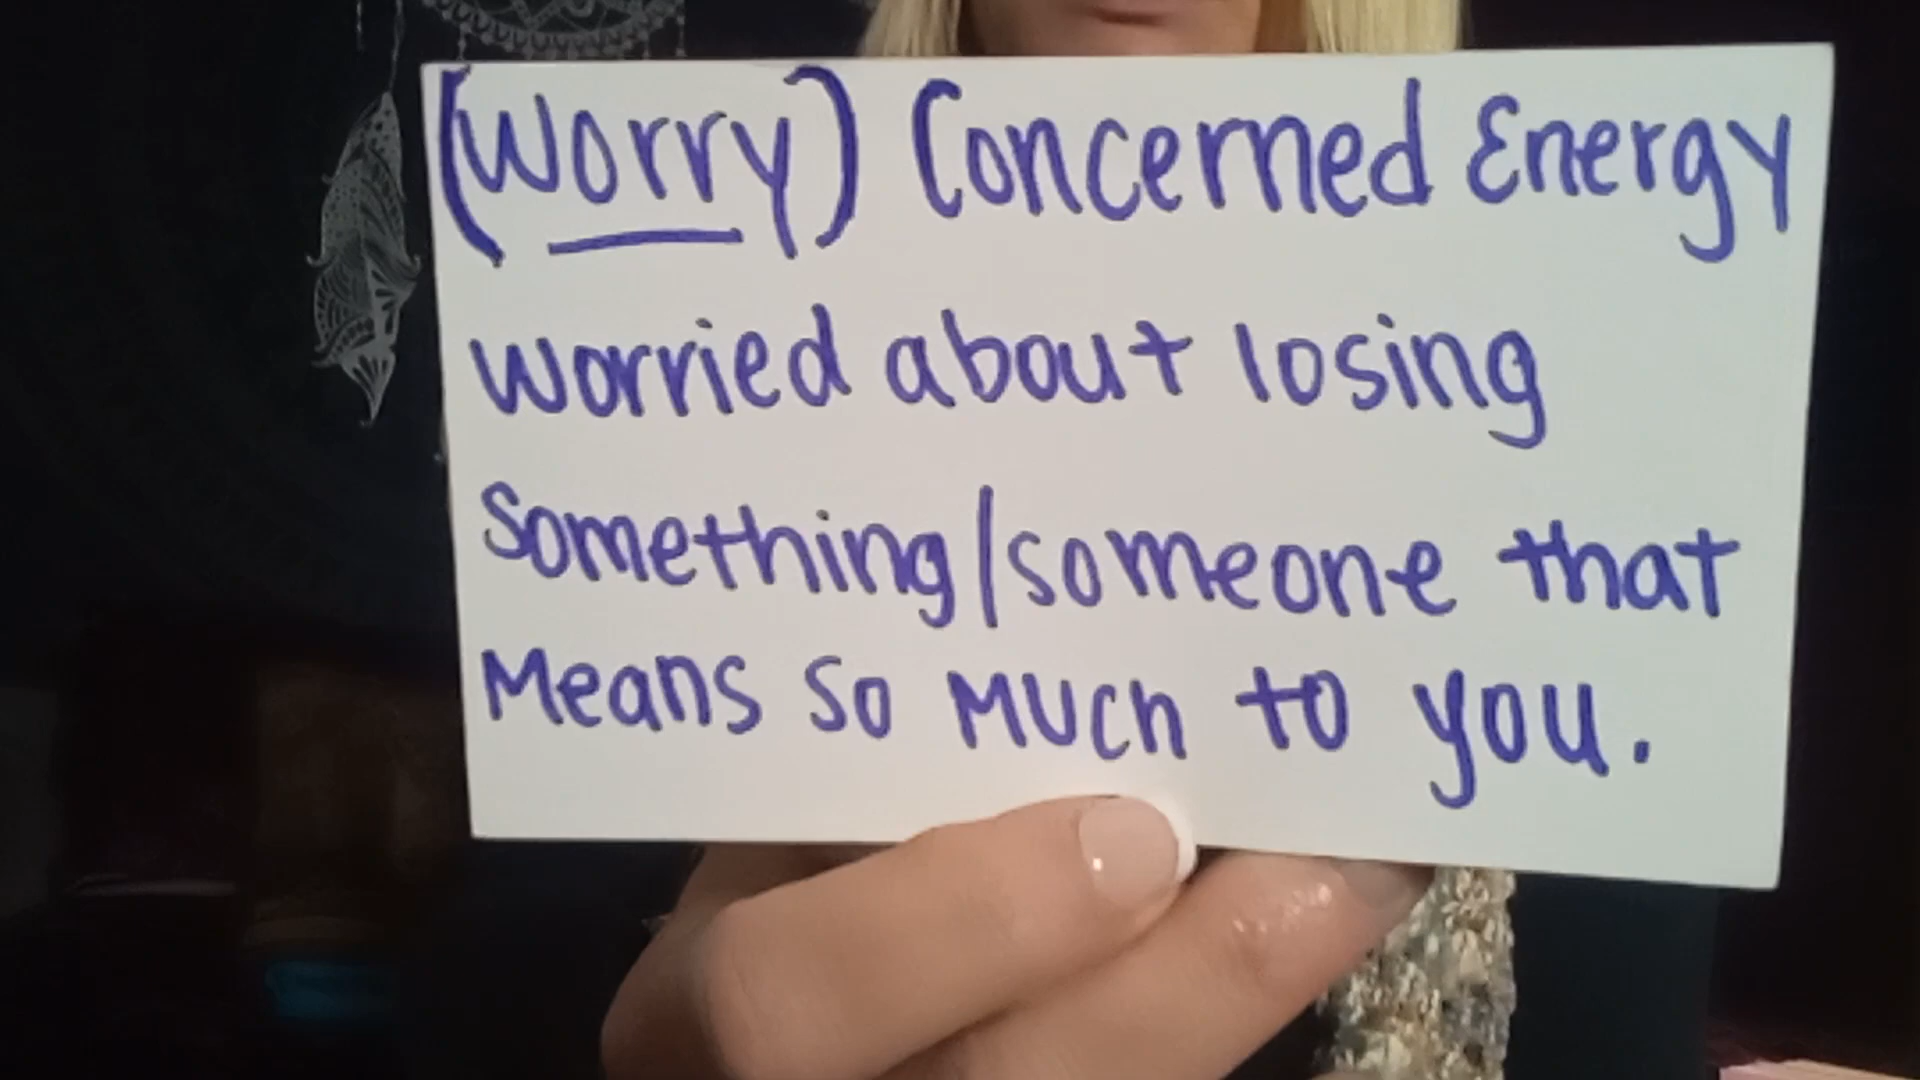 (Worry) Concerned Energy
worried about losing
Something/someone that
Means so Much to you.